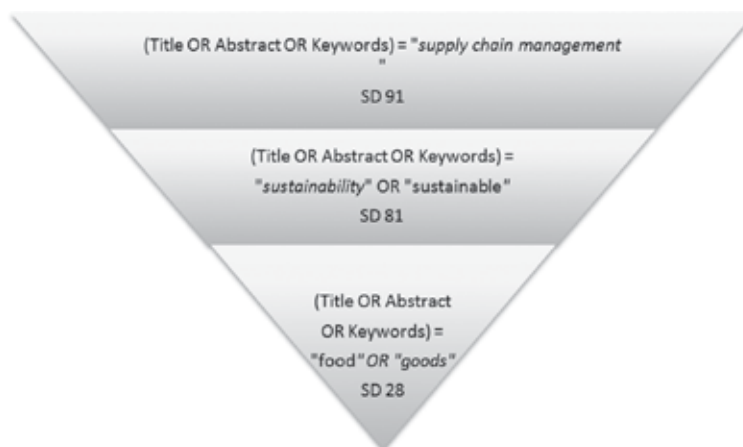 (Title OR Abstract OR Keywords) = "supply chain management
"
SD 91
(Title OR Abstract OR Keywords) =
"sustainability" OR "sustainable"
SD 81
(Title OR Abstract
OR Keywords) =
"food" OR "goods"
SD 28